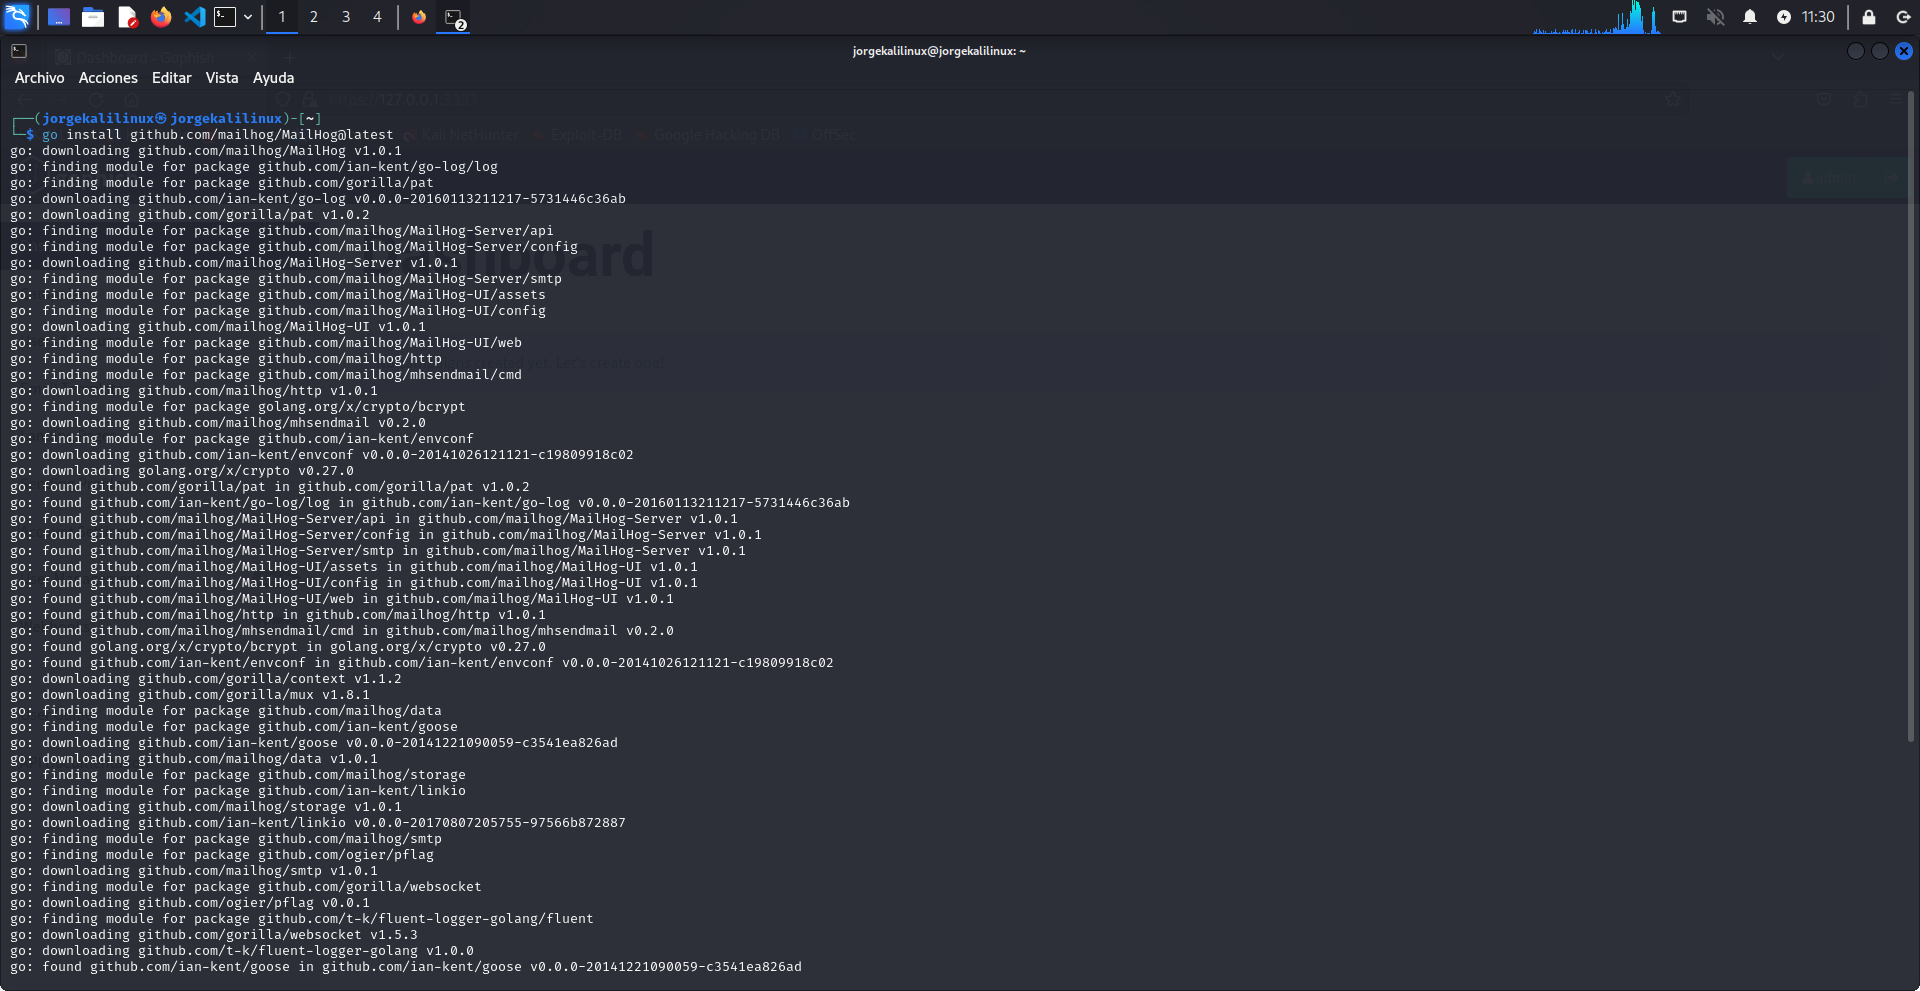 1 2 3 4 2 11:30
Dashboard - Gophish
jorgekalilinux@jorgekalilinux: ~
Archivo Acciones Editar Vista Ayuda
https://127.0.0.1
┌──(jorgekalilinux㉿jorgekalilinux)-[~]
└─$ go install github.com/mailhog/MailHog@latest
Kali NetHunter Exploit-DB Google Hacking DB OffSec
go: downloading github.com/mailhog/MailHog v1.0.1
go: finding module for package github.com/ian-kent/go-log/log
go: finding module for package github.com/gorilla/pat
admin
go: downloading github.com/ian-kent/go-log v0.0.0-20160113211217-5731446c36ab
go: downloading github.com/gorilla/pat v1.0.2
go: finding module for package github.com/mailhog/MailHog-Server/api
go: finding module for package github.com/mailhog/MailHog-Server/config
go: downloading github.com/mailhog/MailHog-Server v1.0.1
go: finding module for package github.com/mailhog/MailHog-Server/smtp
go: finding module for package github.com/mailhog/MailHog-UI/assets
go: finding module for package github.com/mailhog/MailHog-UI/config
go: downloading github.com/mailhog/MailHog-UI v1.0.1
go: finding module for package github.com/mailhog/MailHog-UI/web
go: finding module for package github.com/mailhog/http
go: finding module for package github.com/mailhog/mhsendmail/cmd
go: downloading github.com/mailhog/http v1.0.1
go: finding module for package golang.org/x/crypto/bcrypt
go: downloading github.com/mailhog/mhsendmail v0.2.0
go: finding module for package github.com/ian-kent/envconf
go: downloading github.com/ian-kent/envconf v0.0.0-20141026121121-c19809918c02
go: downloading golang.org/x/crypto v0.27.0
go: found github.com/gorilla/pat in github.com/gorilla/pat v1.0.2
go: found github.com/ian-kent/go-log/log in github.com/ian-kent/go-log v0.0.0-20160113211217-5731446c36ab
go: found github.com/mailhog/MailHog-Server/api in github.com/mailhog/MailHog-Server v1.0.1
go: found github.com/mailhog/MailHog-Server/config in github.com/mailhog/MailHog-Server v1.0.1
go: found github.com/mailhog/MailHog-Server/smtp in github.com/mailhog/MailHog-Server v1.0.1
go: found github.com/mailhog/MailHog-UI/assets in github.com/mailhog/MailHog-UI v1.0.1
go: found github.com/mailhog/MailHog-UI/config in github.com/mailhog/MailHog-UI v1.0.1
go: found github.com/mailhog/MailHog-UI/web in github.com/mailhog/MailHog-UI v1.0.1
go: found github.com/mailhog/http in github.com/mailhog/http v1.0.1
go: found github.com/mailhog/mhsendmail/cmd in github.com/mailhog/mhsendmail v0.2.0
go: found golang.org/x/crypto/bcrypt in golang.org/x/crypto v0.27.0
go: found github.com/ian-kent/envconf in github.com/ian-kent/envconf v0.0.0-20141026121121-c19809918c02
go: downloading github.com/gorilla/context v1.1.2
go: downloading github.com/gorilla/mux v1.8.1
go: finding module for package github.com/mailhog/data
go: finding module for package github.com/ian-kent/goose
go: downloading github.com/ian-kent/goose v0.0.0-20141221090059-c3541ea826ad
go: downloading github.com/mailhog/data v1.0.1
go: finding module for package github.com/mailhog/storage
go: finding module for package github.com/ian-kent/linkio
go: downloading github.com/mailhog/storage v1.0.1
go: downloading github.com/ian-kent/linkio v0.0.0-20170807205755-97566b872887
go: finding module for package github.com/mailhog/smtp
go: finding module for package github.com/ogier/pflag
go: downloading github.com/mailhog/smtp v1.0.1
go: finding module for package github.com/gorilla/websocket
go: downloading github.com/ogier/pflag v0.0.1
go: finding module for package github.com/t-k/fluent-logger-golang/fluent
go: downloading github.com/gorilla/websocket v1.5.3
go: downloading github.com/t-k/fluent-logger-golang v1.0.0
go: found github.com/ian-kent/goose in github.com/ian-kent/goose v0.0.0-20141221090059-c3541ea826ad